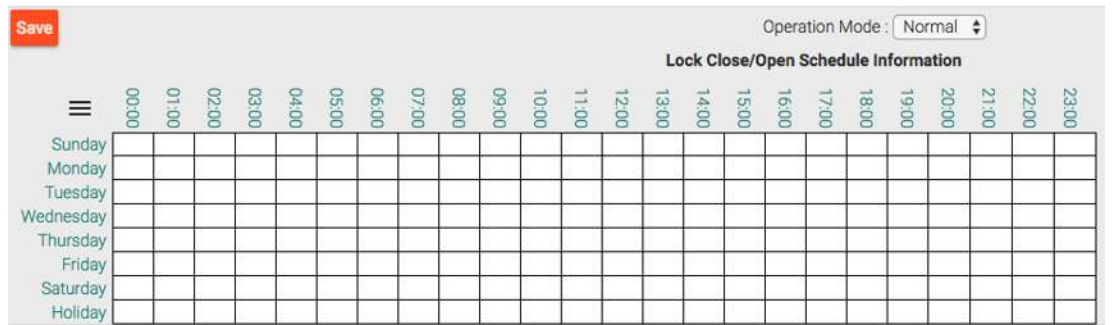 Save
Operation Mode : Normal
Lock Close/Open Schedule Information
00:00 01:00 02:00 03:00 04:00 05:00 06:00 07:00 08:00 09:00 10:00 11:00 12:00 13:00 14:00 15:00 16:00 17:00 18:00 19:00 20:00 21:00 22:00 23:00
Sunday
Monday
Tuesday
Wednesday
Thursday
Friday
Saturday
Holiday